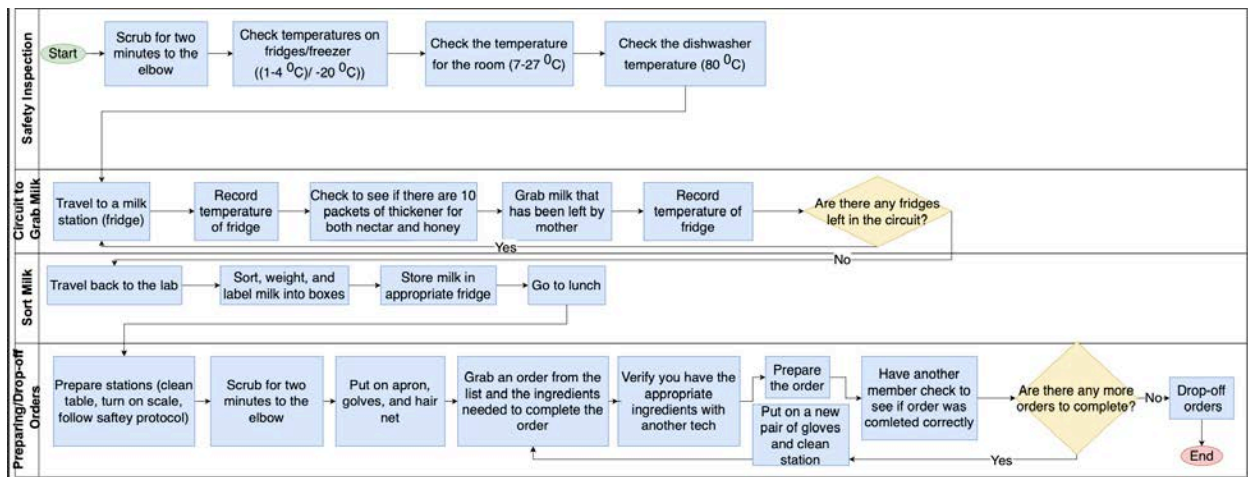 Safety Inspection
Start
Scrub for two
minutes to the
elbow
Check temperatures on
fridges/freezer
((1-4 ⁰C)/ -20 ⁰C))
Check the temperature
for the room (7-27 ⁰C)
Check the dishwasher
temperature (80 ⁰C)
Circuit to
Grab Milk
Travel to a milk
station (fridge)
Record
temperature
of fridge
Check to see if there are 10
packets of thickener for
both nectar and honey
Grab milk that
has been left by
mother
Record
temperature of
fridge
Are there any fridges
left in the circuit?
Yes
No
Sort Milk
Travel back to the lab
Sort, weight, and
label milk into boxes
Store milk in
appropriate fridge
Go to lunch
Preparing/Drop-off
Orders
Prepare stations (clean
table, turn on scale,
follow saftey protocol)
Scrub for two
minutes to the
elbow
Put on apron,
golves, and hair
net
Grab an order from the
list and the ingredients
needed to complete the
order
Verify you have the
appropriate
ingredients with
another tech
Prepare
the order
Put on a new
pair of gloves
and clean
station
Have another
member check to
see if order was
comleted correctly
Are there any more
orders to complete?
No
Yes
Drop-off
orders
End